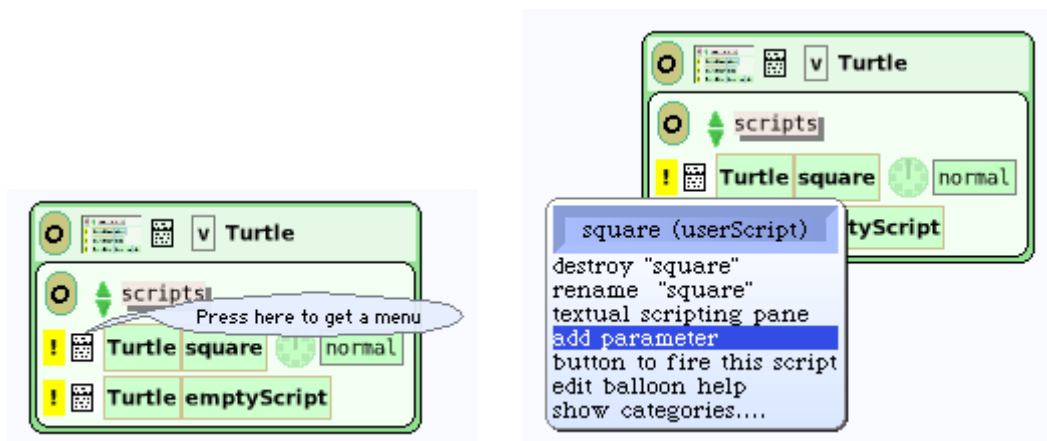 v Turtle
scripts
Press here to get a menu
! Turtle square normal
! Turtle emptyScript
v Turtle
scripts
! Turtle square normal
tyScript
square (userScript)
destroy "square"
rename "square"
textual scripting pane
add parameter
button to fire this script
edit balloon help
show categories....